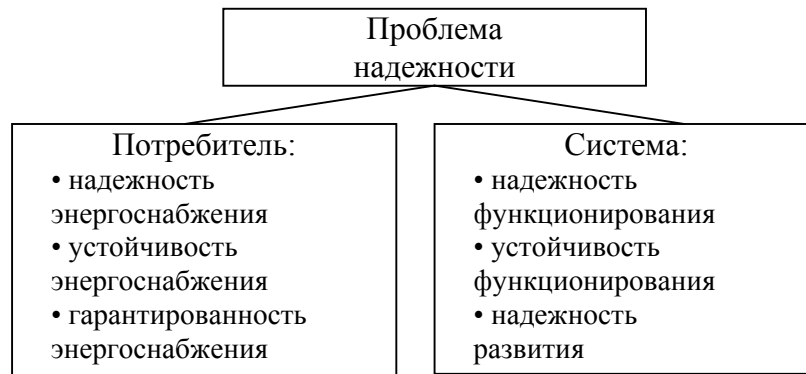 Проблема
надежности
Потребитель:
• надежность
энергоснабжения
• устойчивость
энергоснабжения
• гарантированность
энергоснабжения
Система:
• надежность
функционирования
• устойчивость
функционирования
• надежность
развития